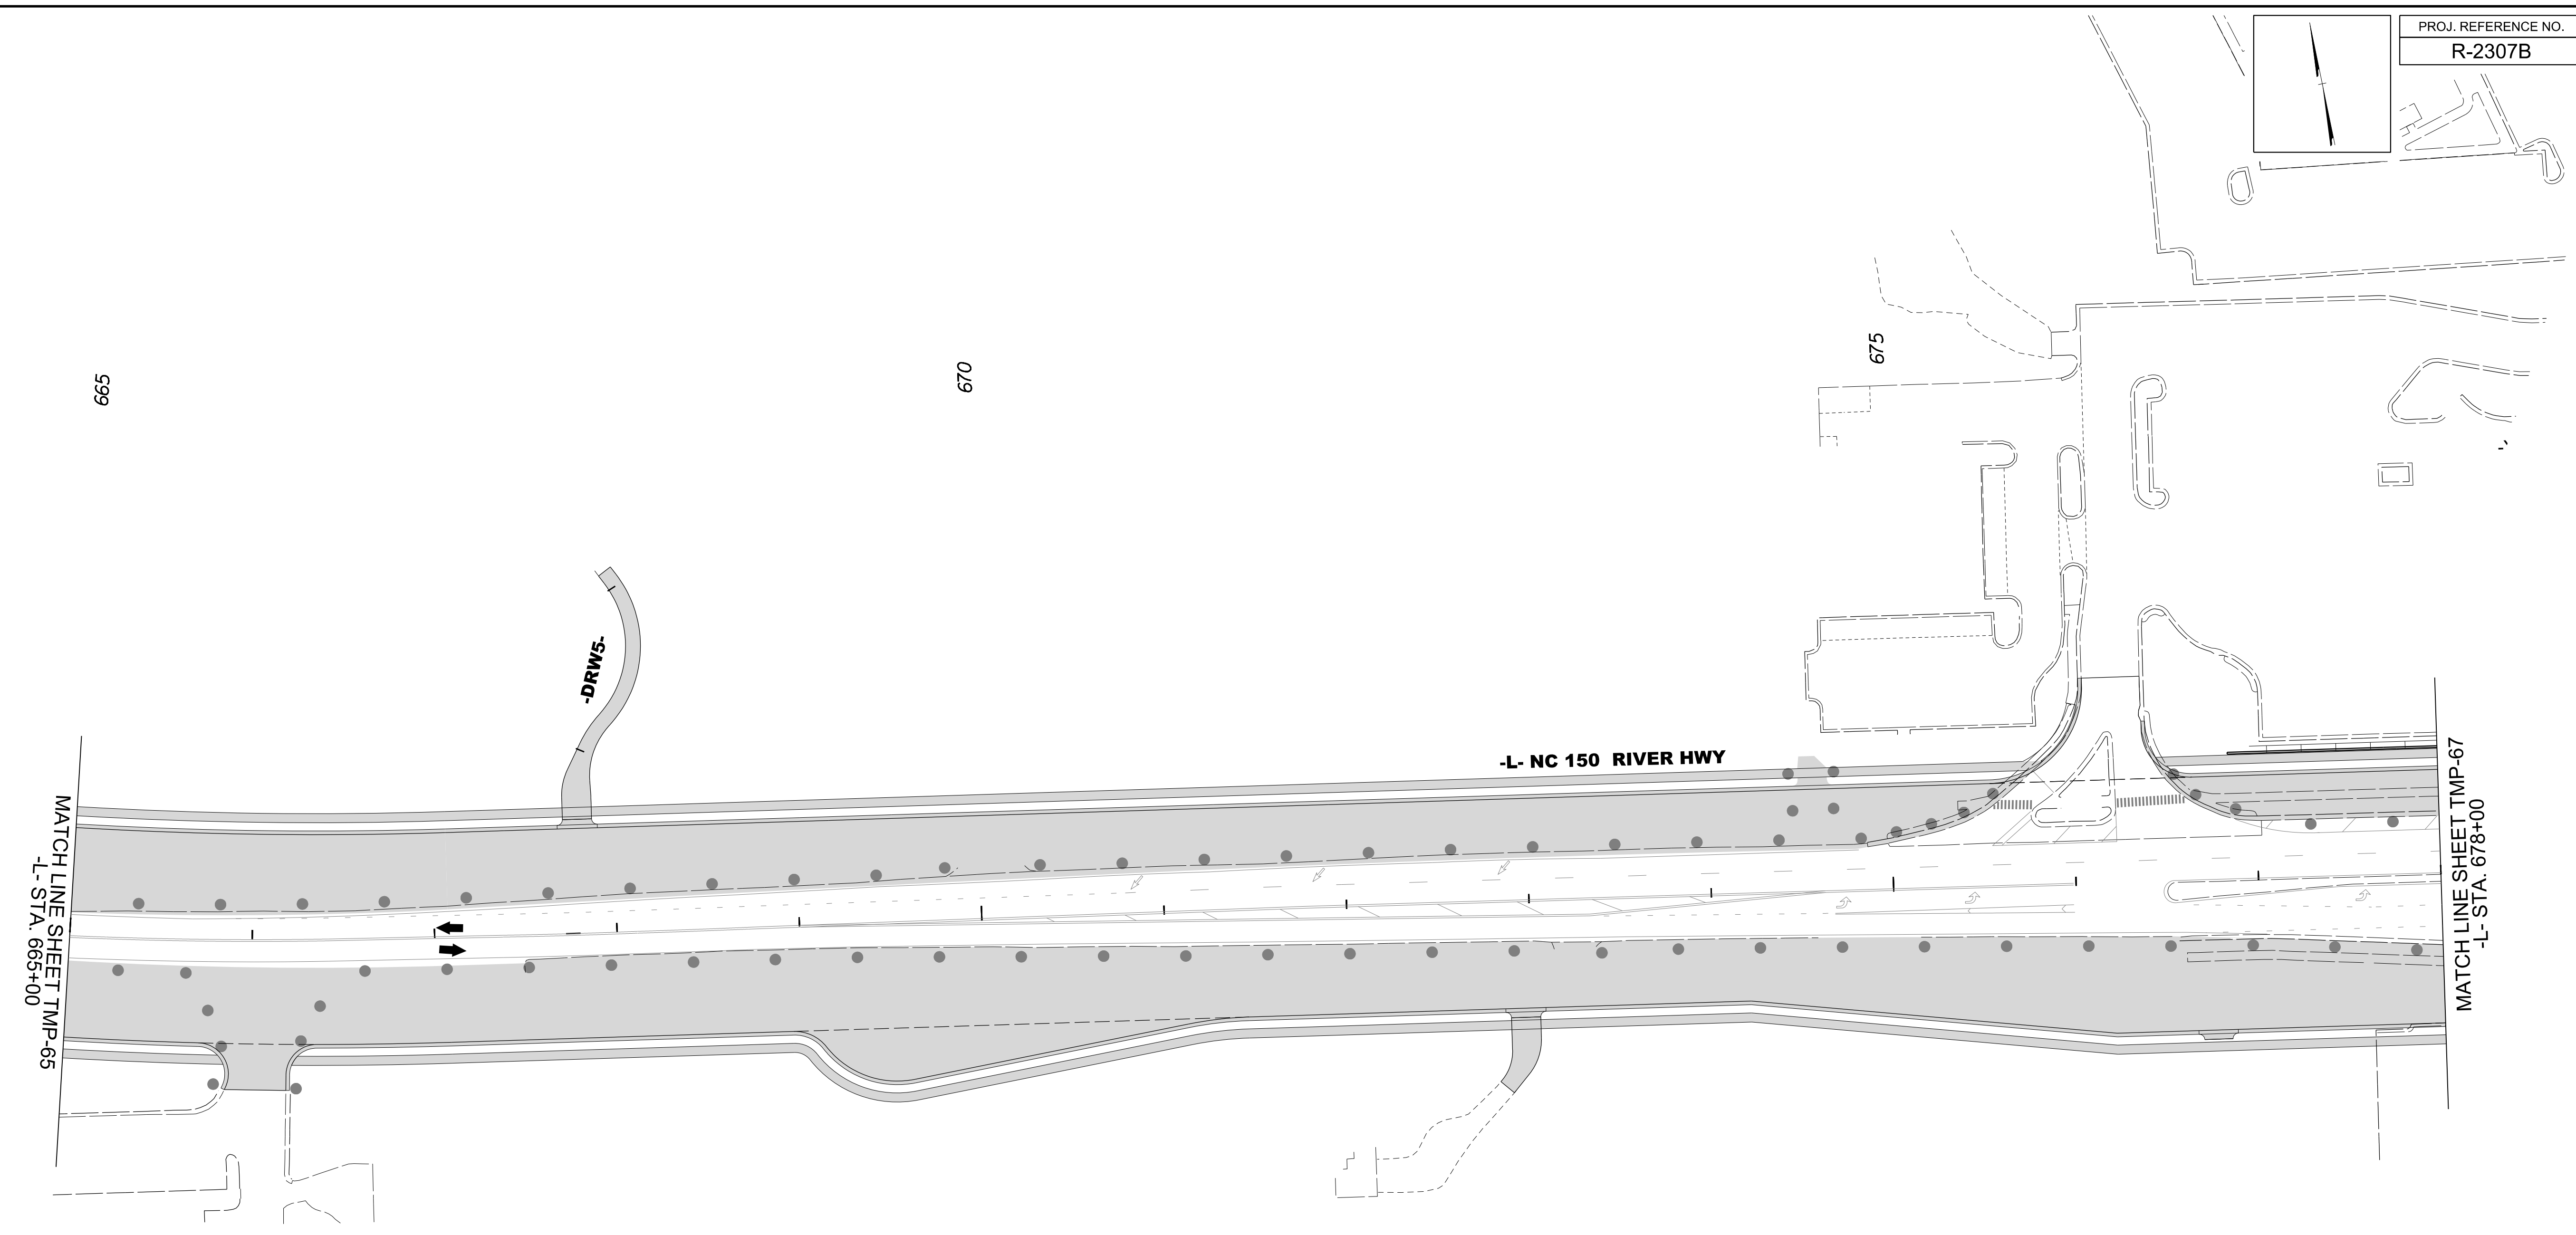 PROJ. REFERENCE NO.
R-2307B
665
670
675
-DRW5-
-L- NC 150 RIVER HWY
MATCH LINE SHEET TMP-65
-L- STA. 665+00
MATCH LINE SHEET TMP-67
-L- STA. 678+00